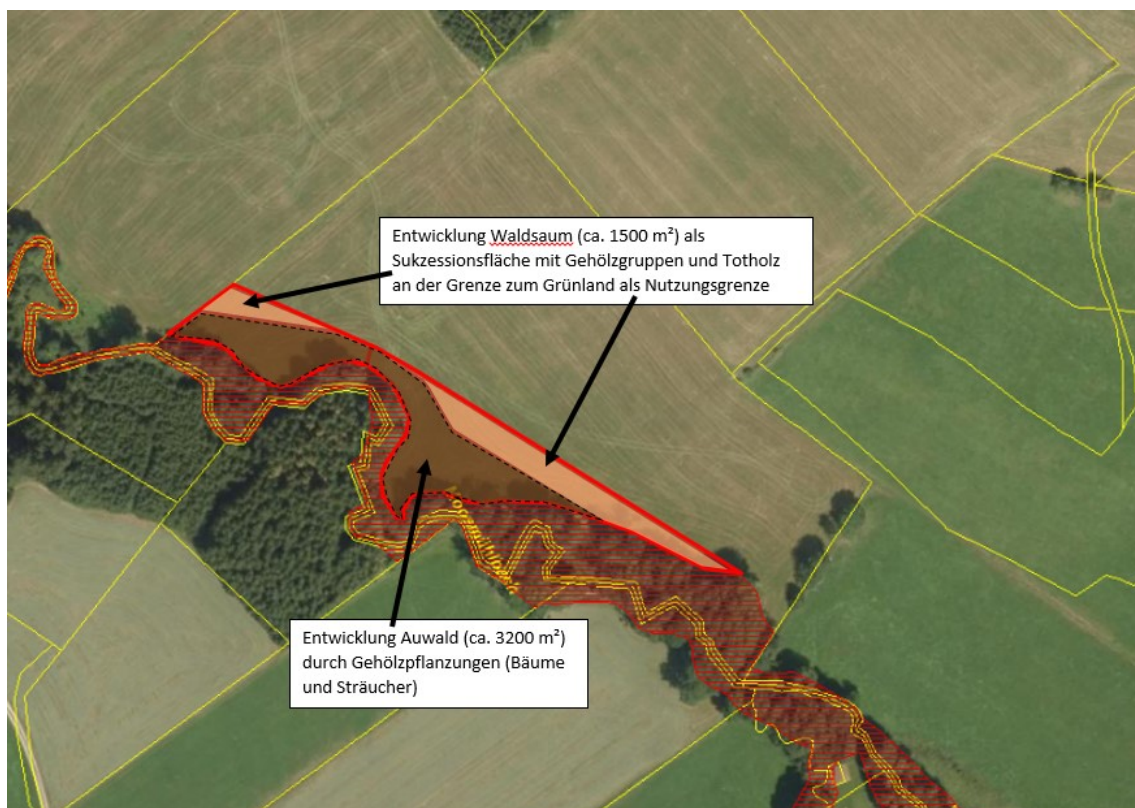 Entwicklung Waldsaum (ca. 1500 m²) als
Sukzessionsfläche mit Gehölzgruppen und Totholz
an der Grenze zum Grünland als Nutzungsgrenze
Entwicklung Auwald (ca. 3200 m²)
durch Gehölzpflanzungen (Bäume
und Sträucher)